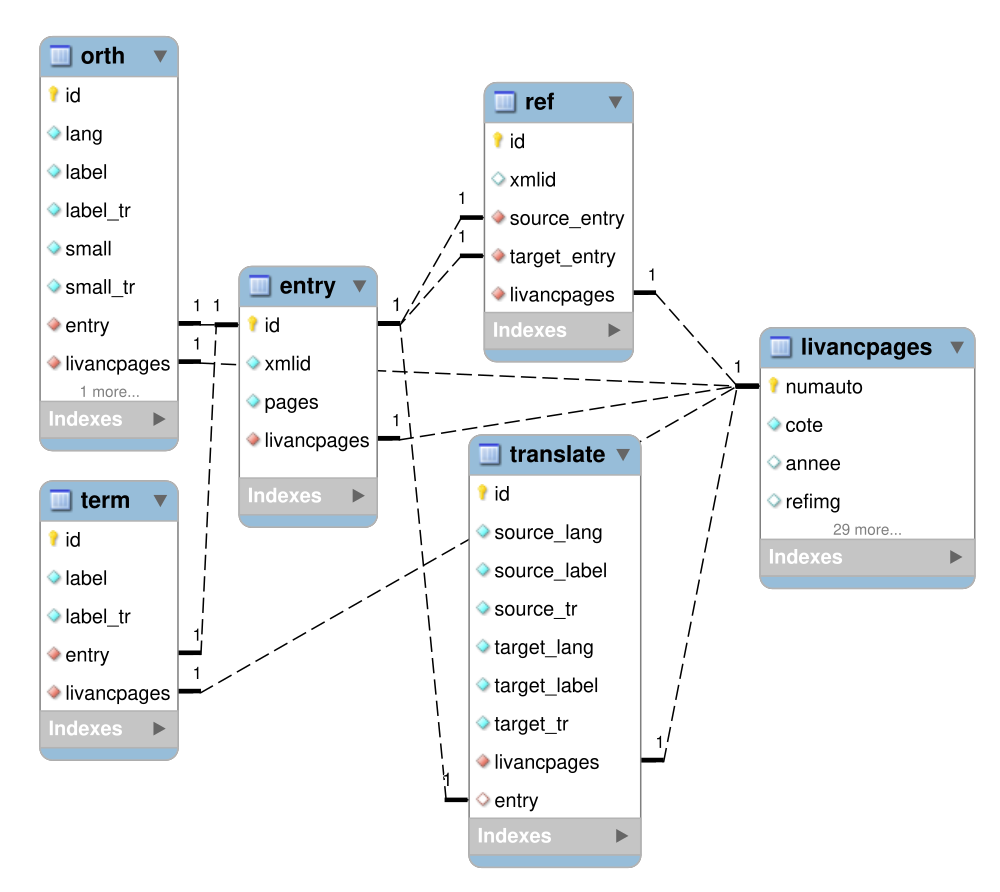 orth
id
lang
label
label_tr
small
small_tr
entry
livancpages
1 more...
Indexes
1
1
1
term
id
label
label_tr
entry
livancpages
Indexes
1
1
entry
id
xmlid
pages
livancpages
Indexes
1
1
ref
id
xmlid
source_entry
target_entry
livancpages
Indexes
1
1
1
translate
id
source_lang
source_label
source_tr
target_lang
target_label
target_tr
livancpages
entry
Indexes
1
1
livancpages
numauto
cote
annee
refimg
29 more...
Indexes
1